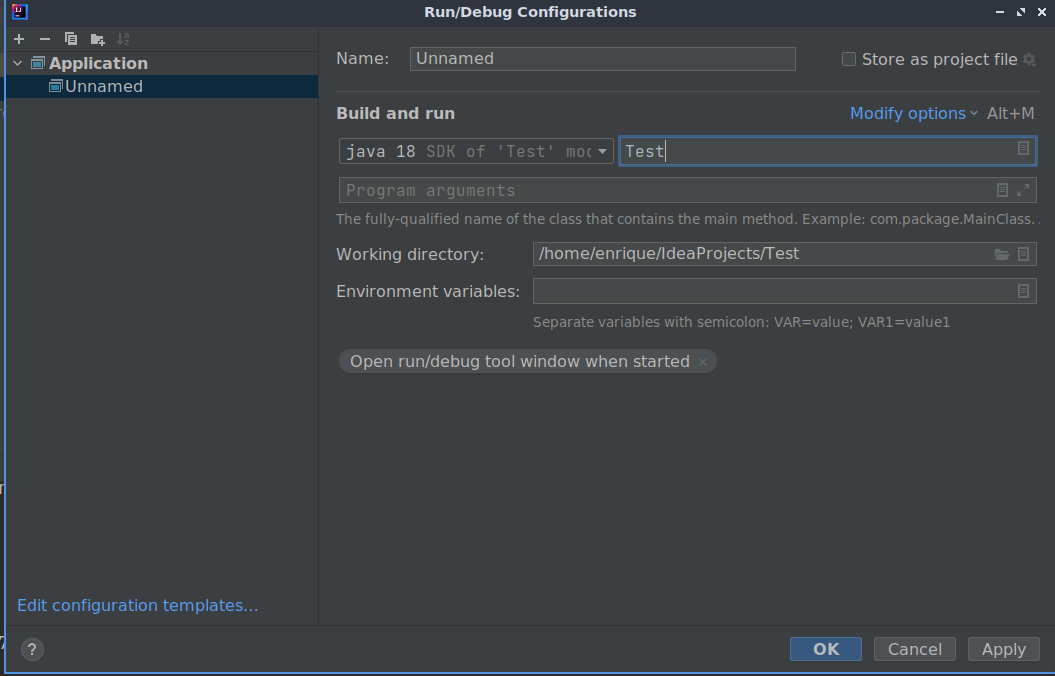 Run/Debug Configurations
Application
Unnamed
Name: Unnamed Store as project file
Build and run Modify options Alt+M
java 18 SDK of 'Test' mo Test
Program arguments
The fully-qualified name of the class that contains the main method. Example: com.package.MainClass.
Working directory: /home/enrique/IdeaProjects/Test
Environment variables:
Separate variables with semicolon: VAR=value; VAR1=value1
Open run/debug tool window when started ×
Edit configuration templates...
? OK Cancel Apply